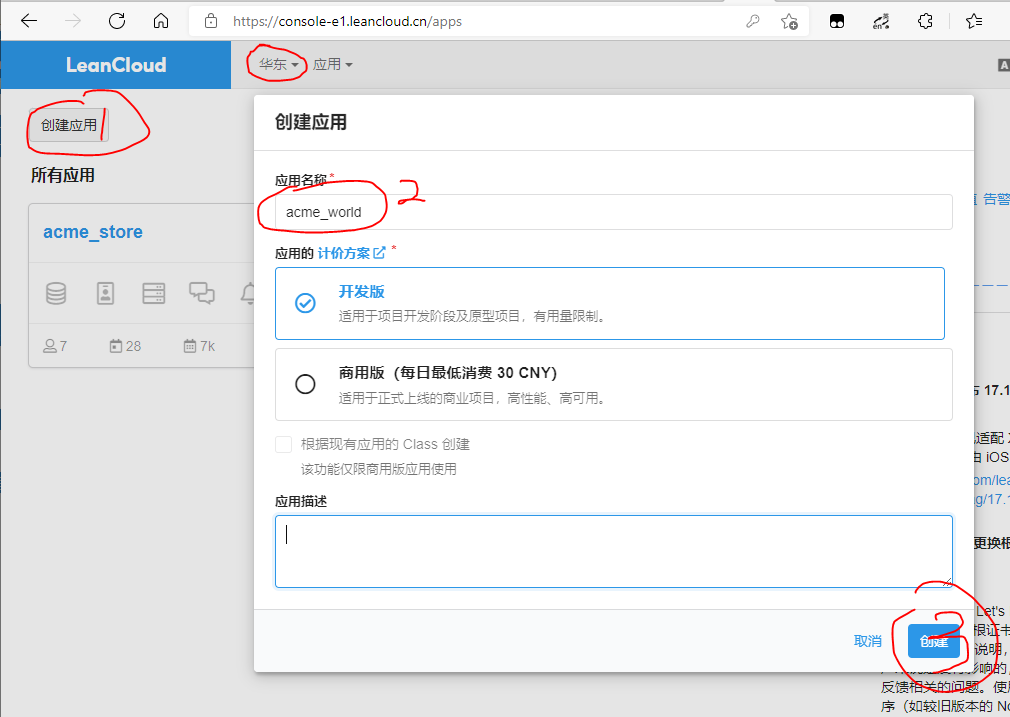 https://console-e1.leancloud.cn/apps
LeanCloud
华东
应用
创建应用
1
所有应用
acme_store
7
28
7k
创建应用
应用名称*
acme_world
2
应用的 计价方案 *
开发版
适用于项目开发阶段及原型项目，有用量限制。
商用版（每日最低消费 30 CNY）
适用于正式上线的商业项目，高性能、高可用。
根据现有应用的 Class 创建
该功能仅限商用版应用使用
应用描述
取消
创建
3
告警
17.1
适配
由 iOS
om/lea
g/17.1
更换根
Let's
根证书
说明，
影响的，
反馈相关的问题。使用
序（如较旧版本的 No